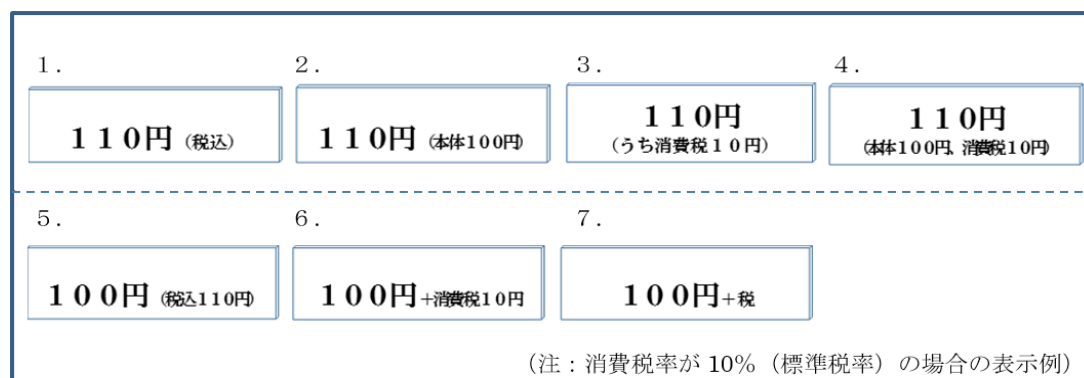 １． ２． ３． ４．
１１０円（税込） １１０円（本体100円） １１０円 １１０円
（うち消費税１０円） （本体１００円、消費税10円）
５． ６． ７．
１００円（税込110円） １００円+消費税10円 １００円+税
（注：消費税率が 10％（標準税率）の場合の表示例）